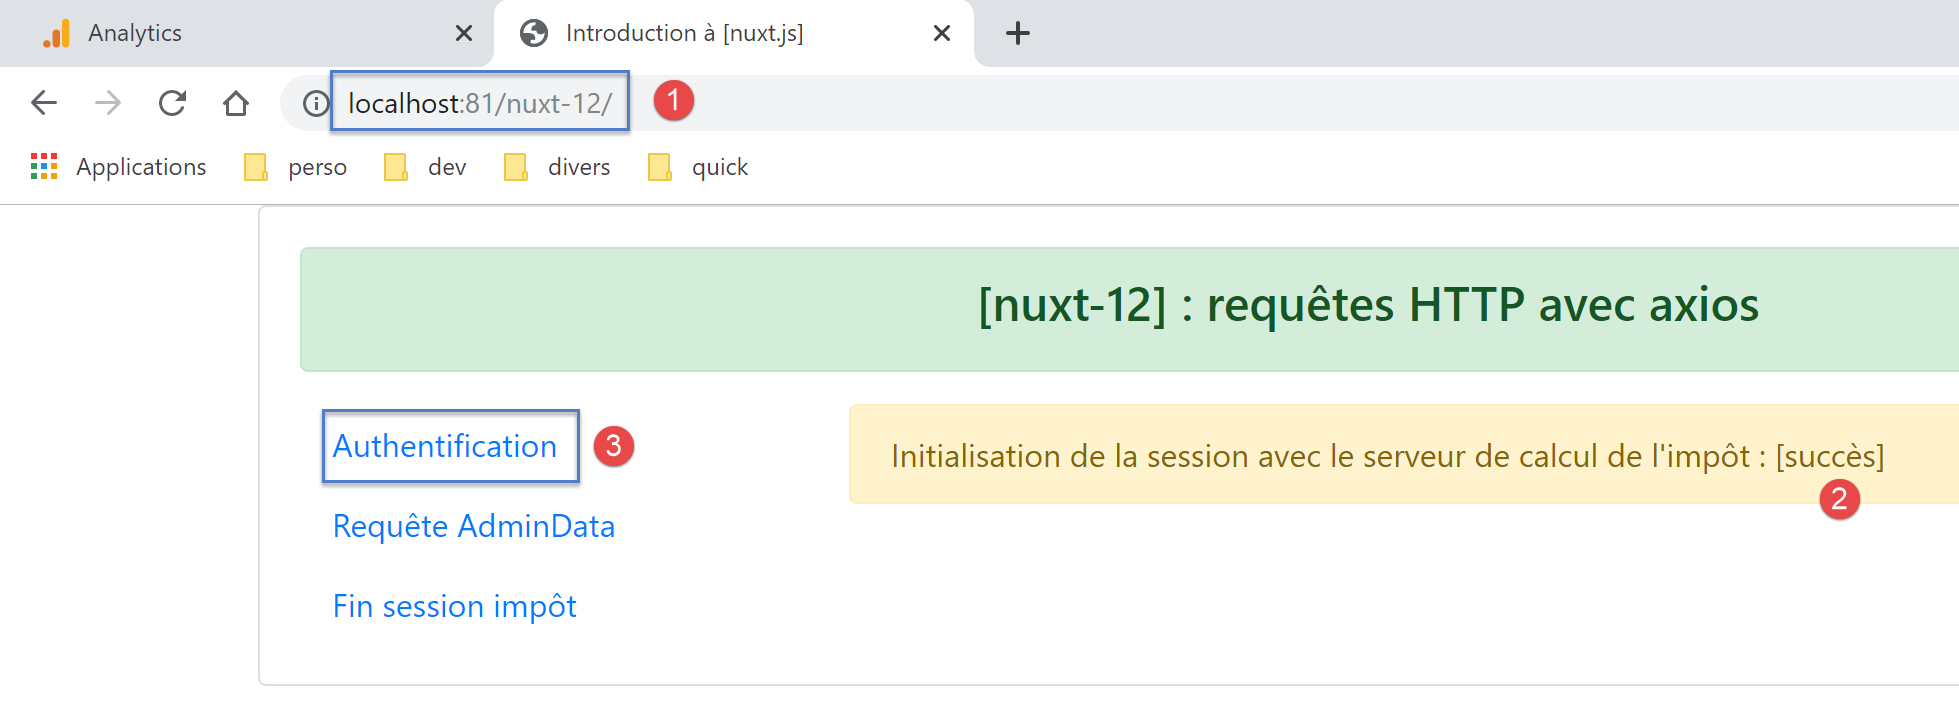 Analytics
Introduction à [nuxt.js]
localhost:81/nuxt-12/
1
Applications
perso
dev
divers
quick
[nuxt-12] : requêtes HTTP avec axios
Authentification
3
Initialisation de la session avec le serveur de calcul de l'impôt : [succès]
2
Requête AdminData
Fin session impôt